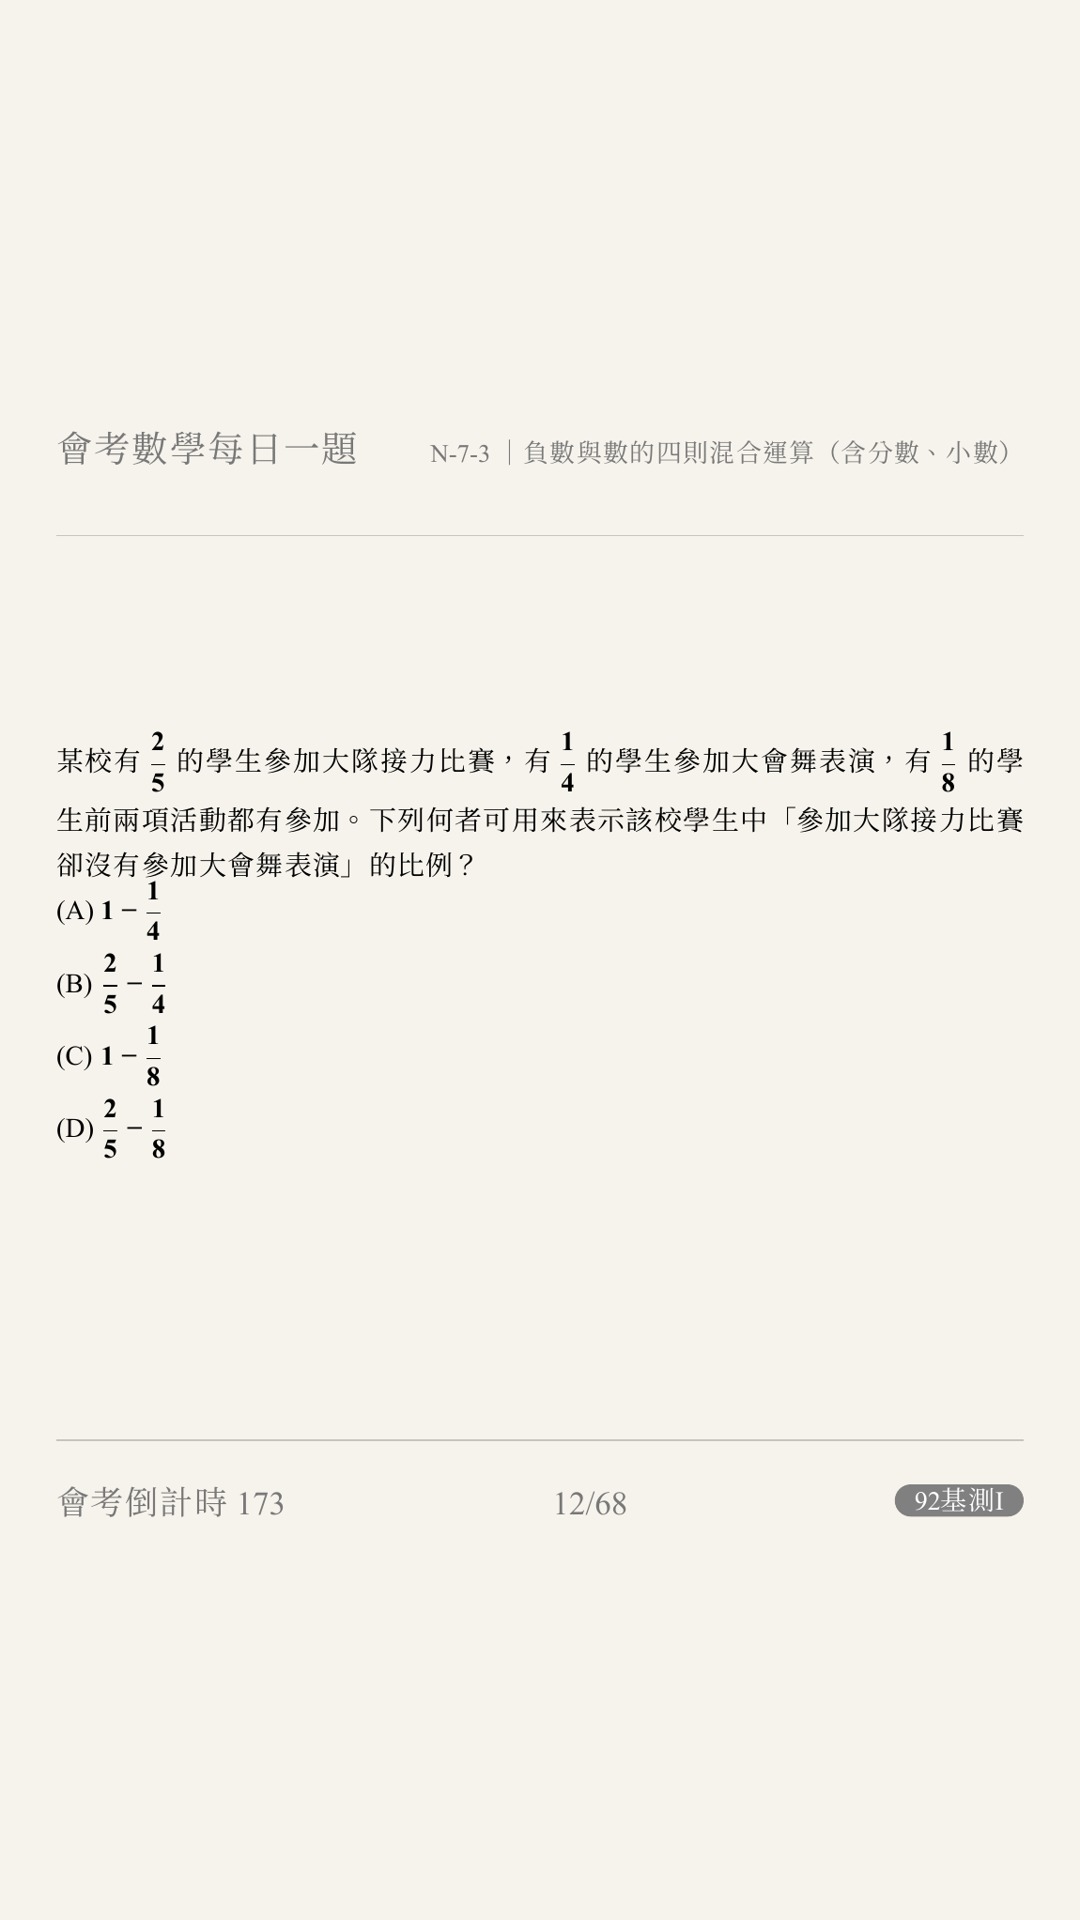 會考數學每日一題
N-7-3｜負數與數的四則混合運算（含分數、小數）
某校有 2/5 的學生參加大隊接力比賽，有 1/4 的學生參加大會舞表演，有 1/8 的學
生前兩項活動都有參加。下列何者可用來表示該校學生中「參加大隊接力比賽
卻沒有參加大會舞表演」的比例？
(A) 1 − 1/4
(B) 2/5 − 1/4
(C) 1 − 1/8
(D) 2/5 − 1/8
會考倒計時 173
12/68
92基測I